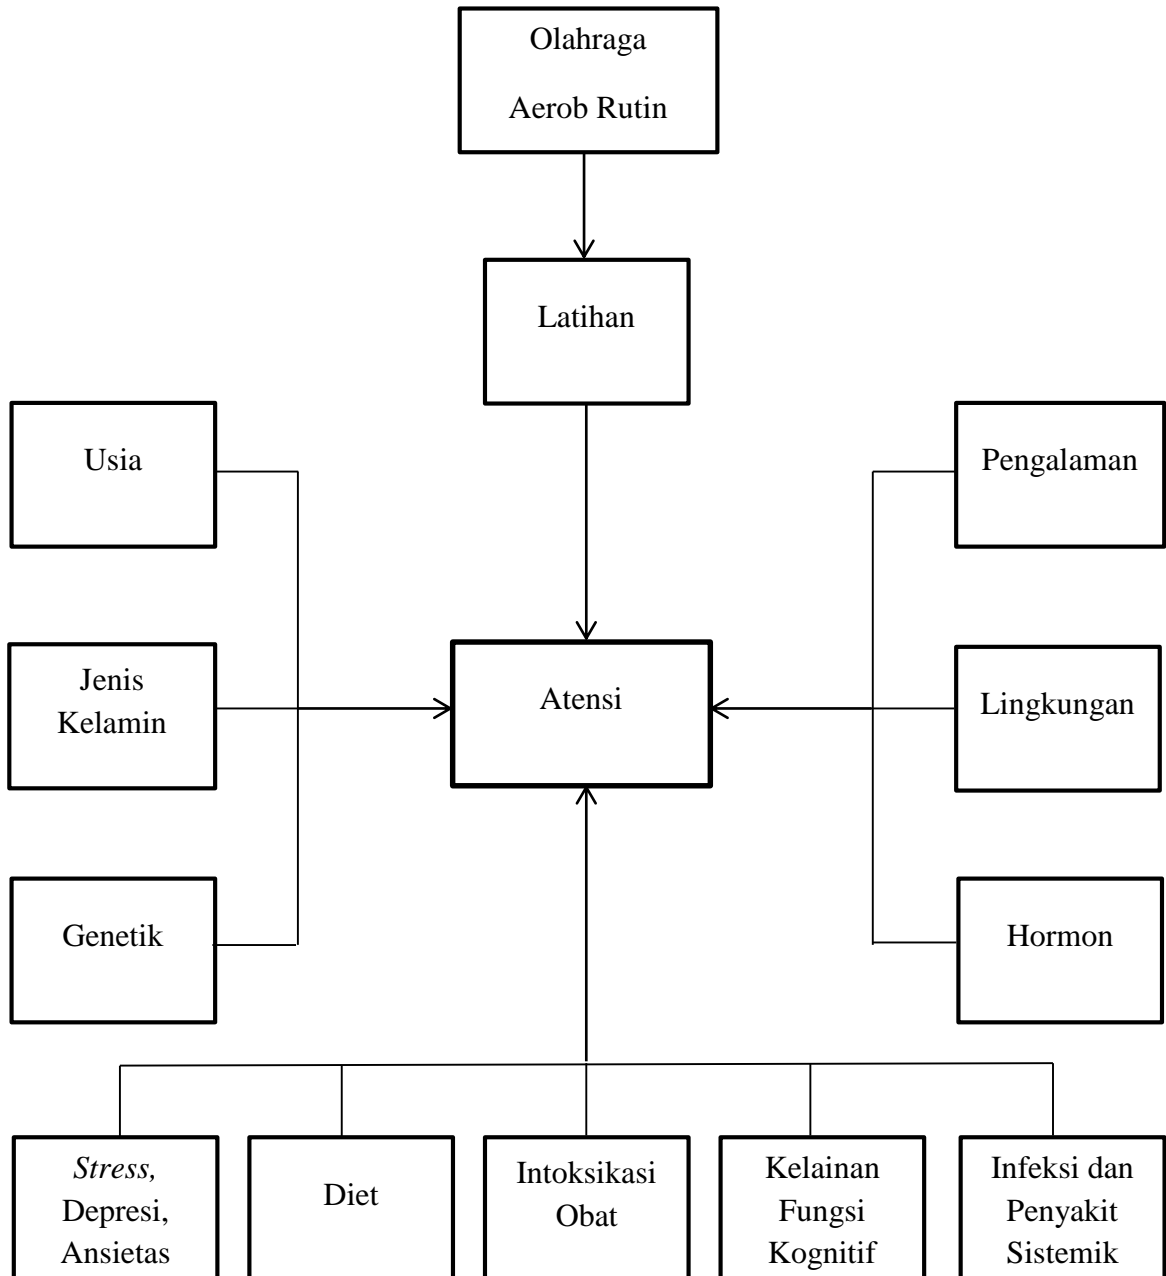 Olahraga
Aerob Rutin
Latihan
Usia
Pengalaman
Jenis
Kelamin
Atensi
Lingkungan
Genetik
Hormon
Stress,
Depresi,
Ansietas
Diet
Intoksikasi
Obat
Kelainan
Fungsi
Kognitif
Infeksi dan
Penyakit
Sistemik